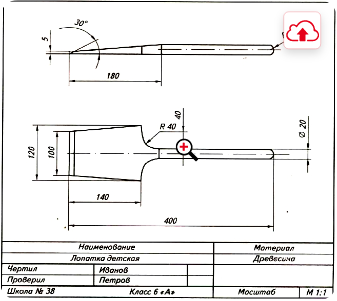 30°
5
180
40
R 40
Ø 20
120
100
140
400
Наименование Материал
Лопатка детская Древесина
Чертил Иванов
Проверил Петров
Школа № 38 Класс 6 «А» Масштаб М 1:1